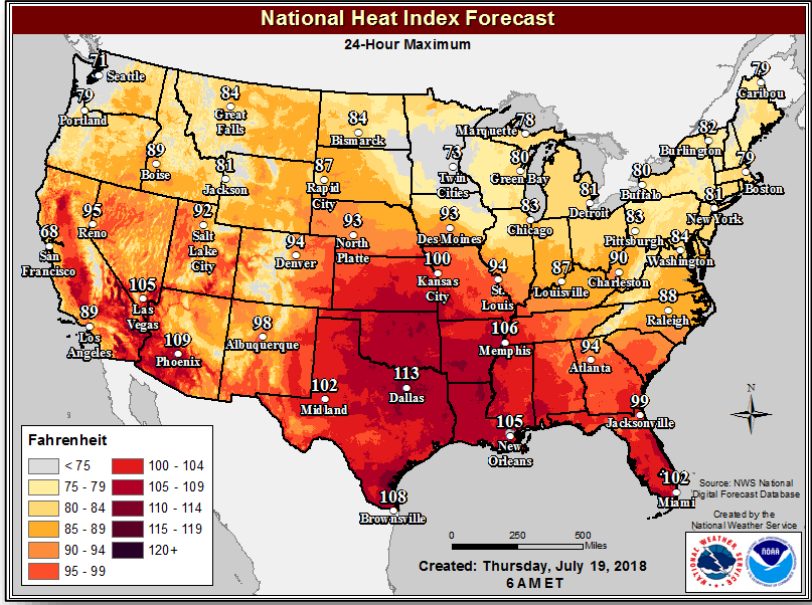 National Heat Index Forecast
24-Hour Maximum
71
Seattle
79
Portland
84
Great
Falls
84
Bismarck
78
Marquette
79
Caribou
82
Burlington
89
Boise
81
Jackson
87
Rapid
City
73
Twin
Cities
80
Green Bay
81
Detroit
80
Buffalo
79
Boston
81
New York
68
San
Francisco
95
Reno
92
Salt
Lake
City
94
Denver
93
North
Platte
93
Des Moines
83
Chicago
83
Pittsburgh
84
Washington
100
Kansas
City
94
St.
Louis
87
Louisville
90
Charleston
88
Raleigh
89
Los
Angeles
105
Las
Vegas
109
Phoenix
98
Albuquerque
106
Memphis
94
Atlanta
102
Midland
113
Dallas
105
New
Orleans
99
Jacksonville
108
Brownsville
102
Miami
N
Fahrenheit
< 75
75 - 79
80 - 84
85 - 89
90 - 94
95 - 99
100 - 104
105 - 109
110 - 114
115 - 119
120+
0 250 500
Miles
Created: Thursday, July 19, 2018
6 AM ET
Source: NWS National
Digital Forecast Database
Created by the
National Weather Service
NATIONAL WEATHER
SERVICE
NOAA